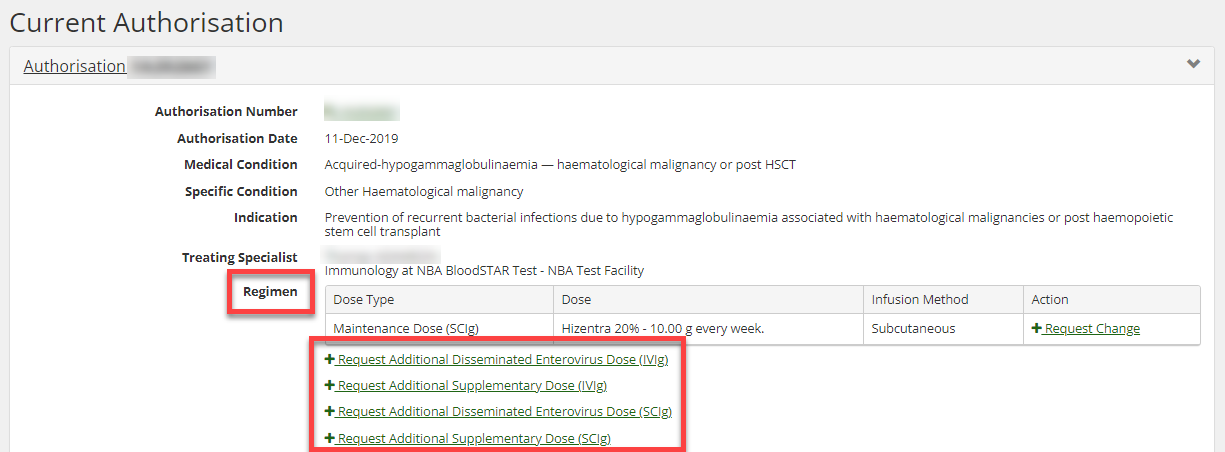 Current Authorisation
Authorisation
Authorisation Number
Authorisation Date 11-Dec-2019
Medical Condition Acquired-hypogammaglobulinaemia — haematological malignancy or post HSCT
Specific Condition Other Haematological malignancy
Indication Prevention of recurrent bacterial infections due to hypogammaglobulinaemia associated with haematological malignancies or post haemopoietic
stem cell transplant
Treating Specialist
Immunology at NBA BloodSTAR Test - NBA Test Facility
Regimen
Dose Type Dose Infusion Method Action
Maintenance Dose (SCIg) Hizentra 20% - 10.00 g every week. Subcutaneous Request Change
Request Additional Disseminated Enterovirus Dose (IVIg)
Request Additional Supplementary Dose (IVIg)
Request Additional Disseminated Enterovirus Dose (SCIg)
Request Additional Supplementary Dose (SCIg)